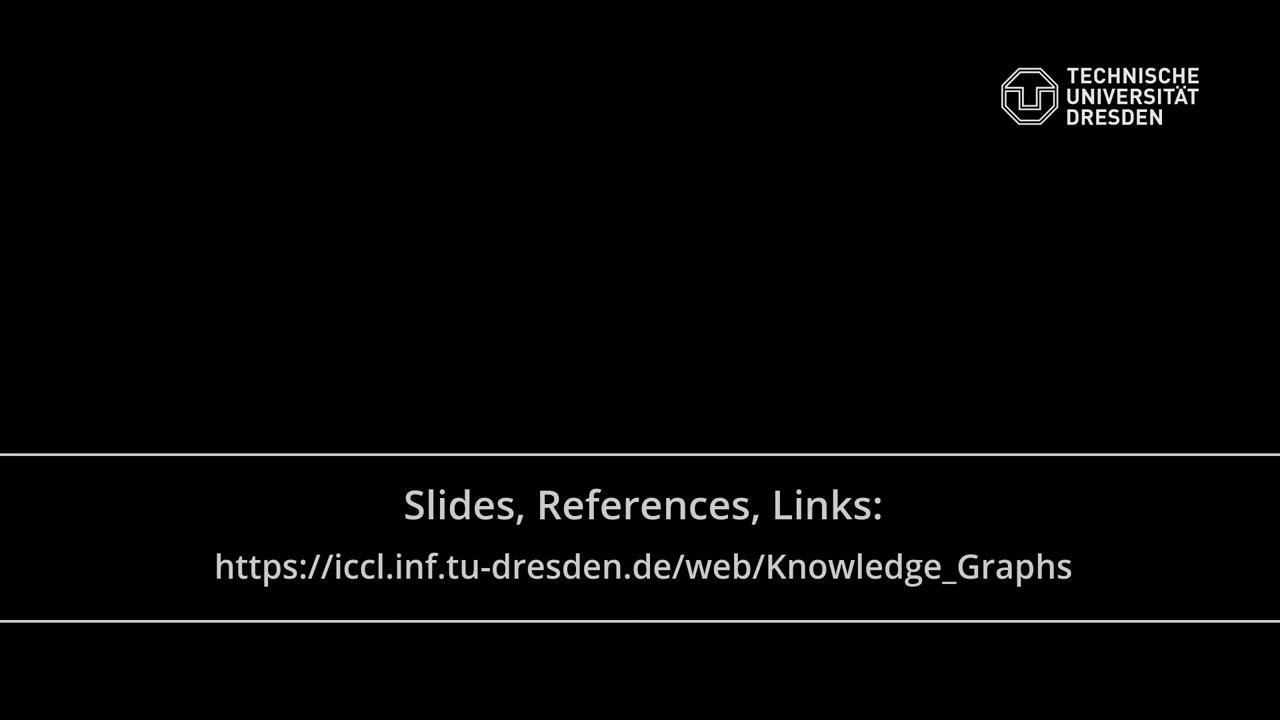 TECHNISCHE
UNIVERSITÄT
DRESDEN
Slides, References, Links:
https://iccl.inf.tu-dresden.de/web/Knowledge_Graphs